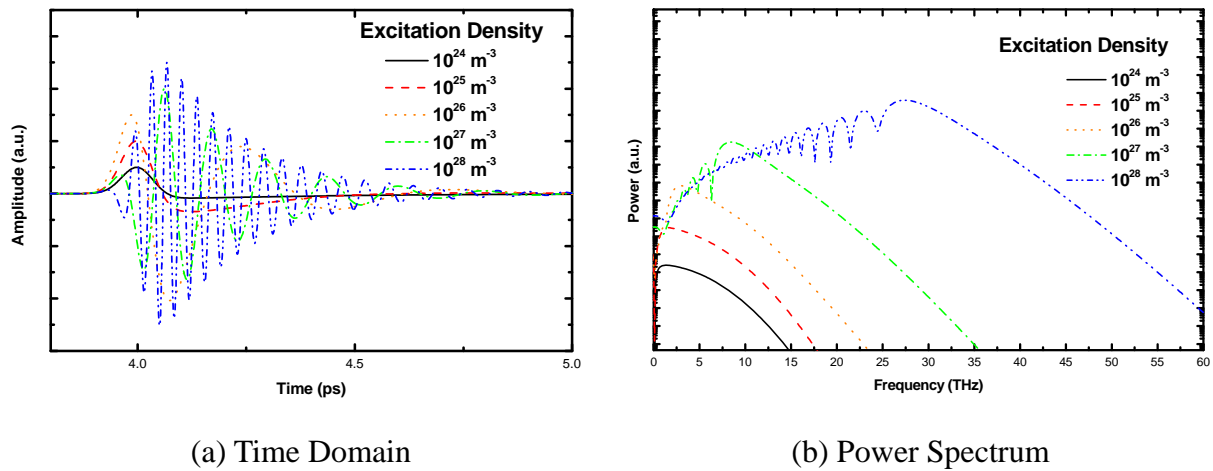 Excitation Density
10^24 m^-3
10^25 m^-3
10^26 m^-3
10^27 m^-3
10^28 m^-3
Amplitude (a.u.)
4.0 4.5 5.0
Time (ps)
(a) Time Domain
Excitation Density
10^24 m^-3
10^25 m^-3
10^26 m^-3
10^27 m^-3
10^28 m^-3
Power (a.u.)
0 5 10 15 20 25 30 35 40 45 50 55 60
Frequency (THz)
(b) Power Spectrum